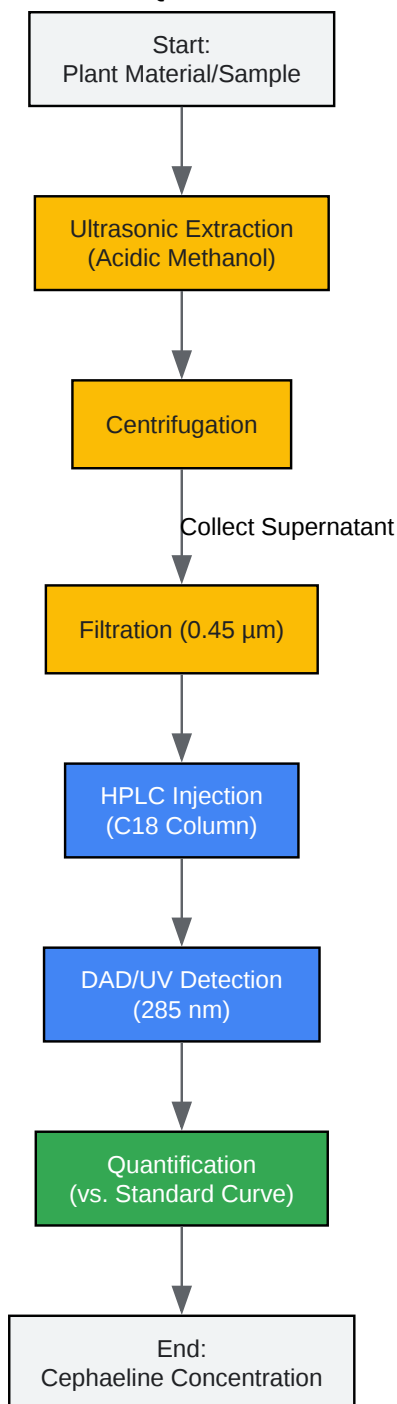 Start:
Plant Material/Sample
Ultrasonic Extraction
(Acidic Methanol)
Centrifugation
Collect Supernatant
Filtration (0.45 µm)
HPLC Injection
(C18 Column)
DAD/UV Detection
(285 nm)
Quantification
(vs. Standard Curve)
End:
Cephaeline Concentration